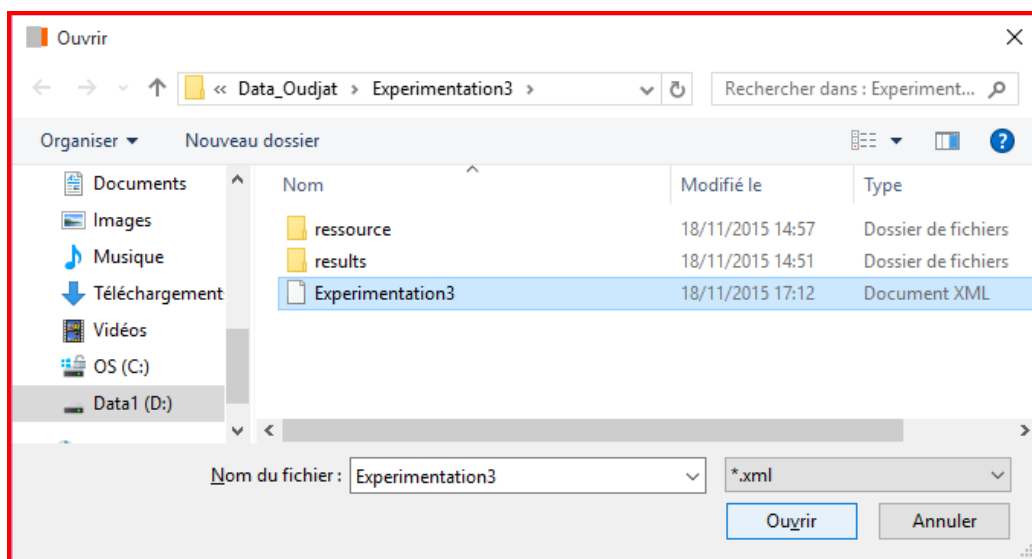 Ouvrir
« Data_Oudjat > Experimentation3 >
Rechercher dans : Experiment...
Organiser Nouveau dossier
Documents
Images
Musique
Téléchargement
Vidéos
OS (C:)
Data1 (D:)
Nom Modifié le Type
ressource 18/11/2015 14:57 Dossier de fichiers
results 18/11/2015 14:51 Dossier de fichiers
Experimentation3 18/11/2015 17:12 Document XML
Nom du fichier : Experimentation3 *.xml
Ouvrir Annuler